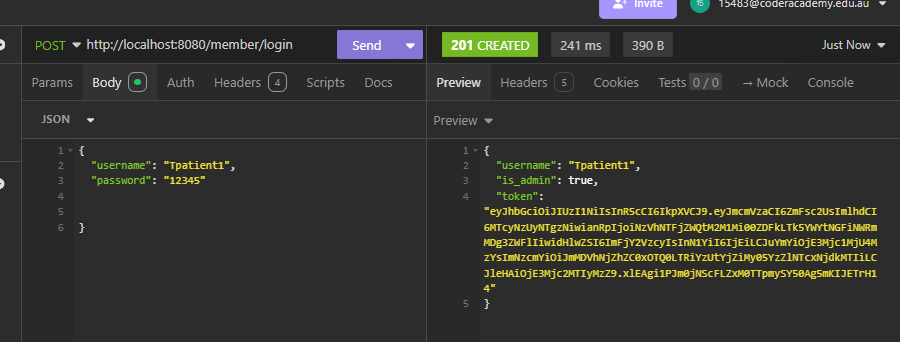 Invite
15 15483@coderacademy.edu.au
POST http://localhost:8080/member/login Send
201 CREATED 241 ms 390 B Just Now
Params Body Auth Headers 4 Scripts Docs
Preview Headers 5 Cookies Tests 0 / 0 → Mock Console
JSON
Preview
1 {
2 "username": "Tpatient1",
3 "password": "12345"
4
5
6 }
1 {
2 "username": "Tpatient1",
3 "is_admin": true,
4 "token":
5 }